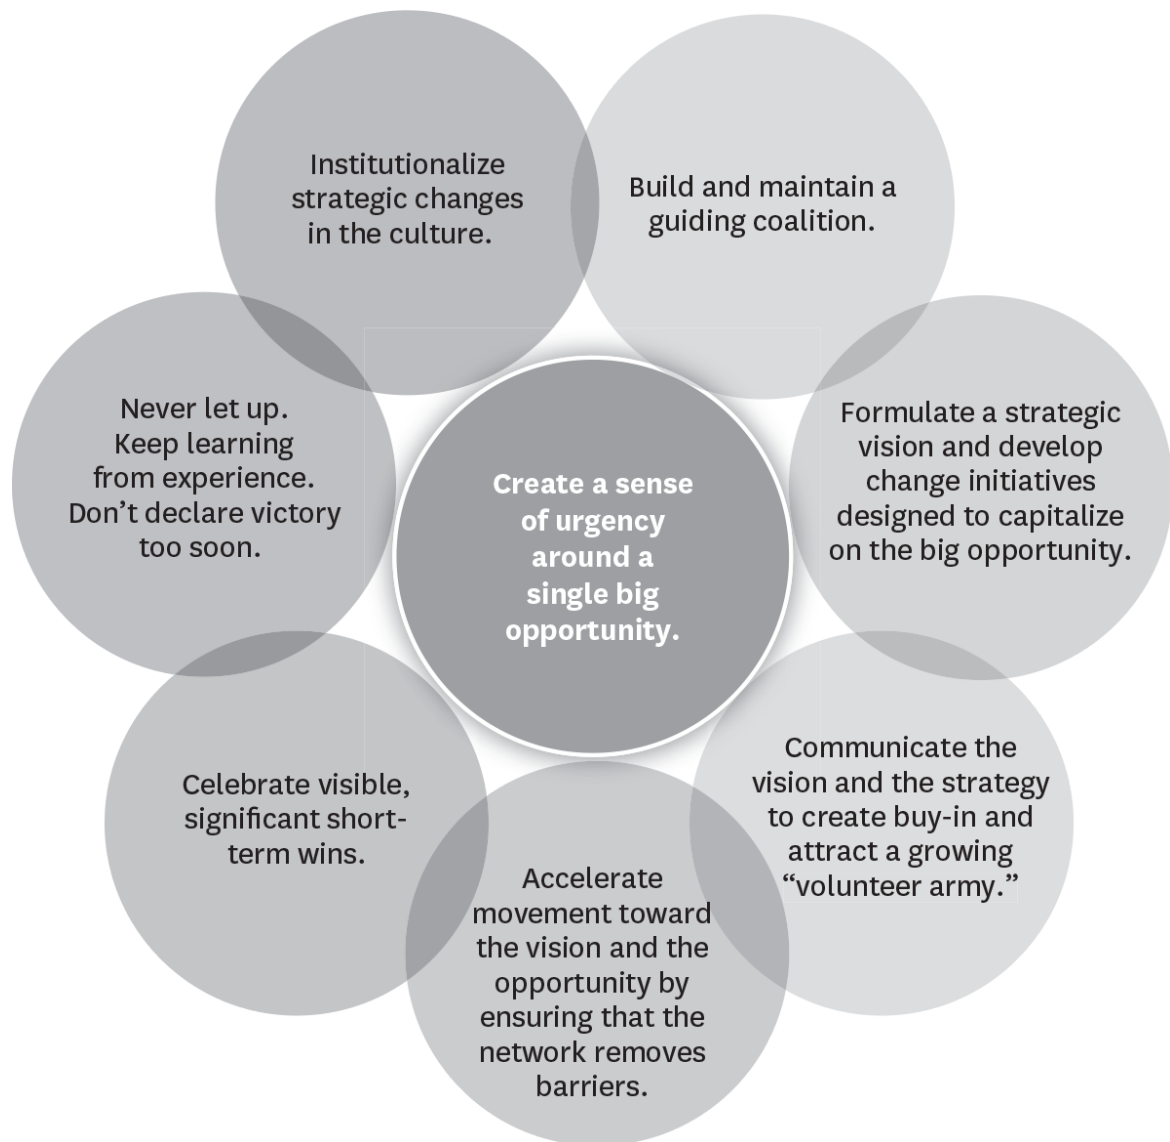 Institutionalize
strategic changes
in the culture.
Build and maintain a
guiding coalition.
Never let up.
Keep learning
from experience.
Don’t declare victory
too soon.
Create a sense
of urgency
around a
single big
opportunity.
Formulate a strategic
vision and develop
change initiatives
designed to capitalize
on the big opportunity.
Celebrate visible,
significant short-
term wins.
Accelerate
movement toward
the vision and the
opportunity by
ensuring that the
network removes
barriers.
Communicate the
vision and the strategy
to create buy-in and
attract a growing
“volunteer army.”